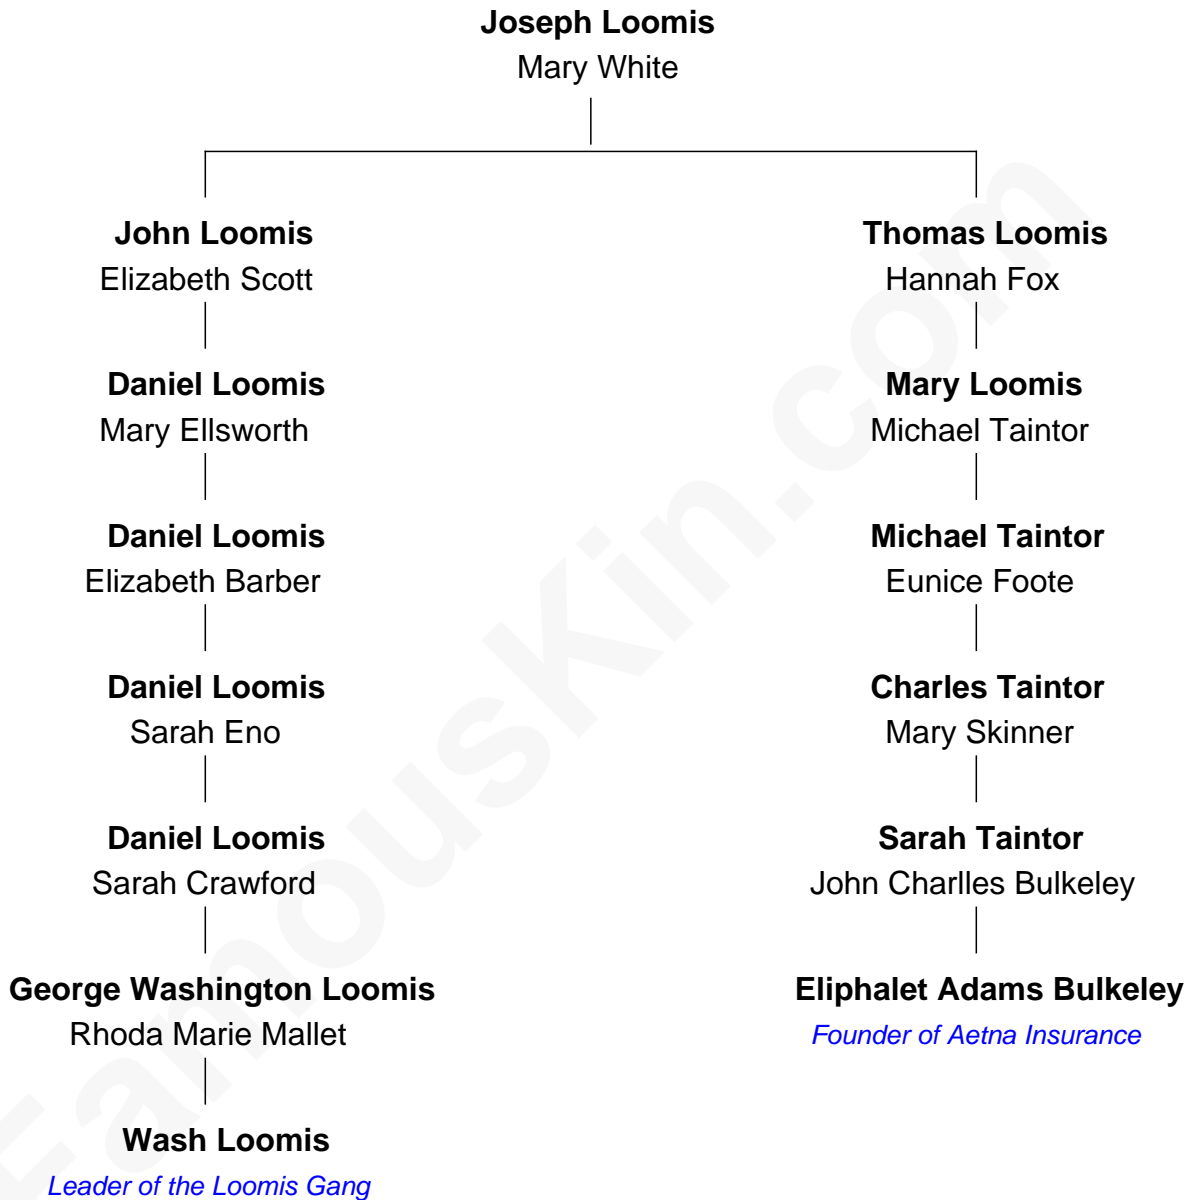 Joseph Loomis
Mary White
John Loomis
Elizabeth Scott
Daniel Loomis
Mary Ellsworth
Daniel Loomis
Elizabeth Barber
Daniel Loomis
Sarah Eno
Daniel Loomis
Sarah Crawford
George Washington Loomis
Rhoda Marie Mallet
Wash Loomis
Leader of the Loomis Gang
Thomas Loomis
Hannah Fox
Mary Loomis
Michael Taintor
Michael Taintor
Eunice Foote
Charles Taintor
Mary Skinner
Sarah Taintor
John Charlles Bulkeley
Eliphalet Adams Bulkeley
Founder of Aetna Insurance
FamousKin.com